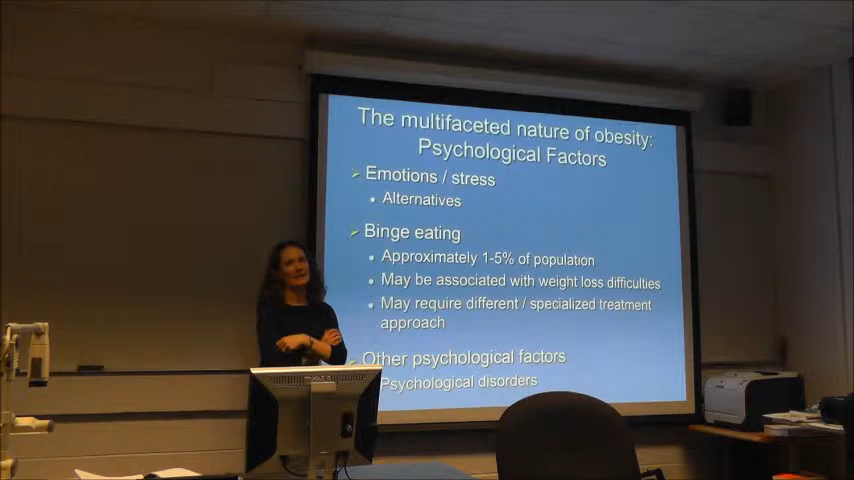 The multifaceted nature of obesity:
Psychological Factors
Emotions / stress
Alternatives
Binge eating
Approximately 1-5% of population
May be associated with weight loss difficulties
May require different / specialized treatment
approach
Other psychological factors
Psychological disorders